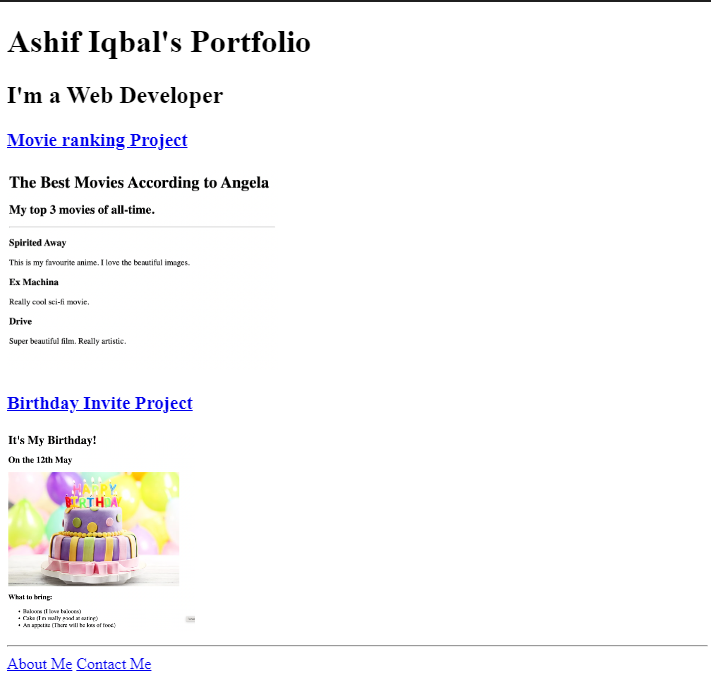 Ashif Iqbal's Portfolio
I'm a Web Developer
Movie ranking Project
The Best Movies According to Angela
My top 3 movies of all-time.
Spirited Away
This is my favourite anime. I love the beautiful images.
Ex Machina
Really cool sci-fi movie.
Drive
Super beautiful film. Really artistic.
Birthday Invite Project
It's My Birthday!
On the 12th May
HAPPY
BIRTHDAY
What to bring:
• Baloons (I love baloons)
• Cake (I'm really good at eating)
• An appetite (There will be lots of food)
About Me Contact Me